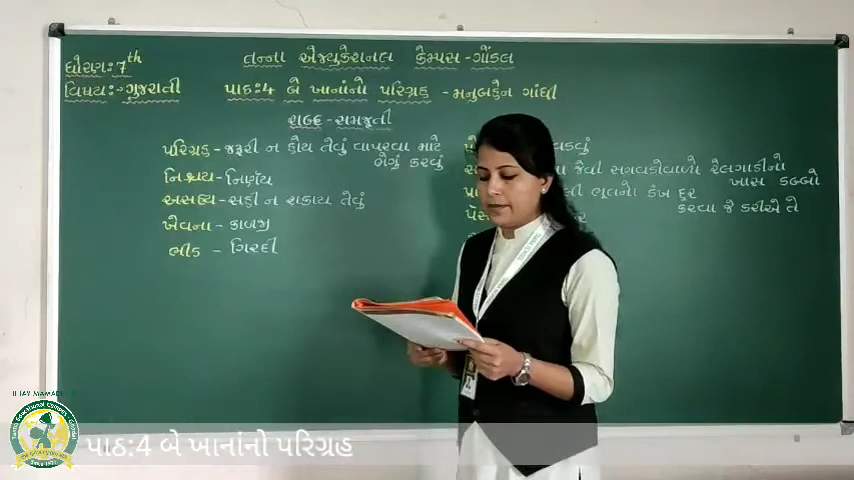 ધોરણઃ 7th
તન્ના એજ્યુકેશનલ કેમ્પસ-ગોંડલ
વિષયઃ-ગુજરાતી
પાઠઃ4 બે ખાનાંનો પરિગ્રહ -મનુબહેન ગાંધી
શબ્દ-સમજૂતી
પરિગ્રહ-જરૂરી ન હોય તેવું વાપરવા માટે
ભેગું કરવું
નિશ્ચય-નિર્ણય
અસહ્ય-સહી ન શકાય તેવું
ખેવના-કાળજી
ભીડ - ગિરદી
જેવી સગવડોવાળો રેલગાડીનો
ખાસ ડબ્બો
ભૂલનો દંડ દૂર
કરવા જે કરીએ તે
પાઠ:4 બે ખાનાંનો પરિગ્રહ